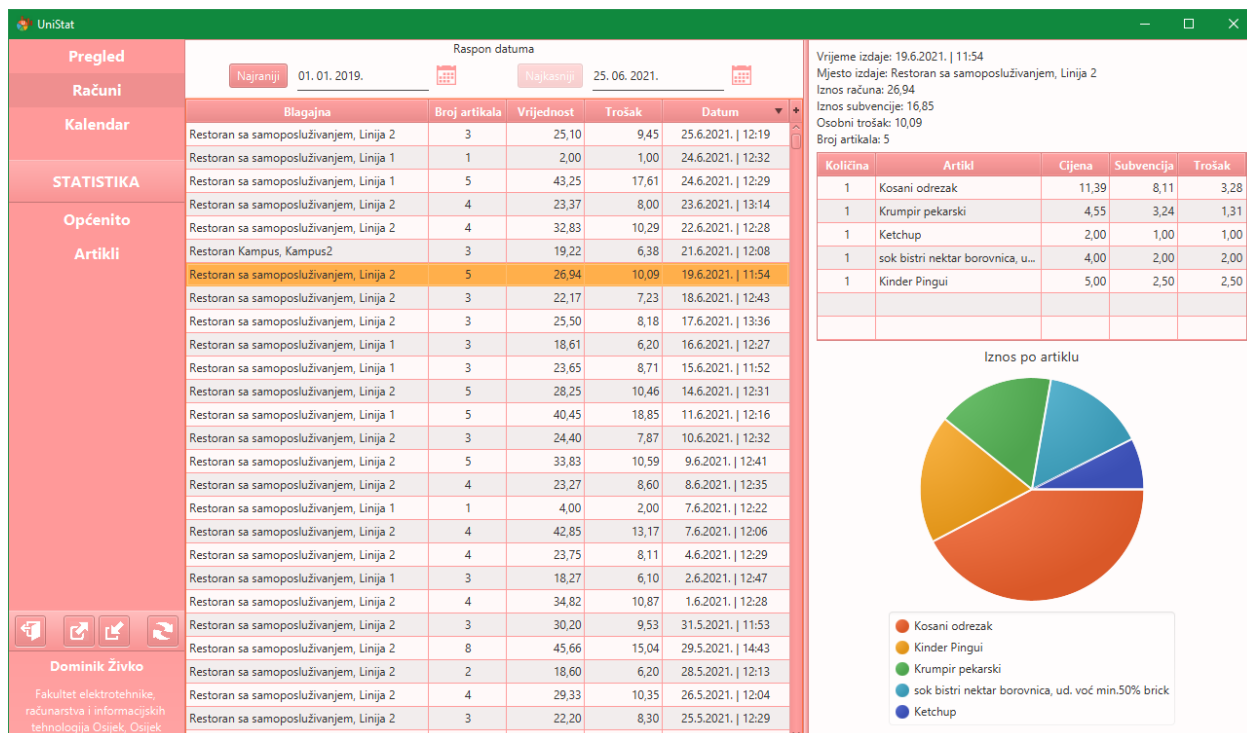 UniStat
Pregled
Računi
Kalendar
STATISTIKA
Općenito
Artikli
Dominik Živko
Fakultet elektrotehnike,
računarstva i informacijskih
tehnologija Osijek, Osijek
Raspon datuma
Najraniji 01. 01. 2019. Najkasniji 25. 06. 2021.
Blagajna Broj artikala Vrijednost Trošak Datum +
Restoran sa samoposluživanjem, Linija 2 3 25,10 9,45 25.6.2021. | 12:19
Restoran sa samoposluživanjem, Linija 1 1 2,00 1,00 24.6.2021. | 12:32
Restoran sa samoposluživanjem, Linija 1 5 43,25 17,61 24.6.2021. | 12:29
Restoran sa samoposluživanjem, Linija 2 4 23,37 8,00 23.6.2021. | 13:14
Restoran sa samoposluživanjem, Linija 2 4 32,83 10,29 22.6.2021. | 12:28
Restoran Kampus, Kampus2 3 19,22 6,38 21.6.2021. | 12:08
Restoran sa samoposluživanjem, Linija 2 5 26,94 10,09 19.6.2021. | 11:54
Restoran sa samoposluživanjem, Linija 2 3 22,17 7,23 18.6.2021. | 12:43
Restoran sa samoposluživanjem, Linija 2 3 25,50 8,18 17.6.2021. | 13:36
Restoran sa samoposluživanjem, Linija 1 3 18,61 6,20 16.6.2021. | 12:27
Restoran sa samoposluživanjem, Linija 1 3 23,65 8,71 15.6.2021. | 11:52
Restoran sa samoposluživanjem, Linija 2 5 28,25 10,46 14.6.2021. | 12:31
Restoran sa samoposluživanjem, Linija 1 5 40,45 18,85 11.6.2021. | 12:16
Restoran sa samoposluživanjem, Linija 2 3 24,40 7,87 10.6.2021. | 12:32
Restoran sa samoposluživanjem, Linija 2 5 33,83 10,59 9.6.2021. | 12:41
Restoran sa samoposluživanjem, Linija 2 4 23,27 8,60 8.6.2021. | 12:35
Restoran sa samoposluživanjem, Linija 1 1 4,00 2,00 7.6.2021. | 12:22
Restoran sa samoposluživanjem, Linija 2 4 42,85 13,17 7.6.2021. | 12:06
Restoran sa samoposluživanjem, Linija 2 4 23,75 8,11 4.6.2021. | 12:29
Restoran sa samoposluživanjem, Linija 1 3 18,27 6,10 2.6.2021. | 12:47
Restoran sa samoposluživanjem, Linija 2 4 34,82 10,87 1.6.2021. | 12:28
Restoran sa samoposluživanjem, Linija 2 3 30,20 9,53 31.5.2021. | 11:53
Restoran sa samoposluživanjem, Linija 2 8 45,66 15,04 29.5.2021. | 14:43
Restoran sa samoposluživanjem, Linija 2 2 18,60 6,20 28.5.2021. | 12:13
Restoran sa samoposluživanjem, Linija 2 4 29,33 10,35 26.5.2021. | 12:04
Restoran sa samoposluživanjem, Linija 2 3 22,20 8,30 25.5.2021. | 12:29
Vrijeme izdaje: 19.6.2021. | 11:54
Mjesto izdaje: Restoran sa samoposluživanjem, Linija 2
Iznos računa: 26,94
Iznos subvencije: 16,85
Osobni trošak: 10,09
Broj artikala: 5
Količina Artikl Cijena Subvencija Trošak
1 Kosani odrezak 11,39 8,11 3,28
1 Krumpir pekarski 4,55 3,24 1,31
1 Ketchup 2,00 1,00 1,00
1 sok bistri nektar borovnica, u... 4,00 2,00 2,00
1 Kinder Pingui 5,00 2,50 2,50
Iznos po artiklu
Kosani odrezak
Kinder Pingui
Krumpir pekarski
sok bistri nektar borovnica, ud. voć min.50% brick
Ketchup